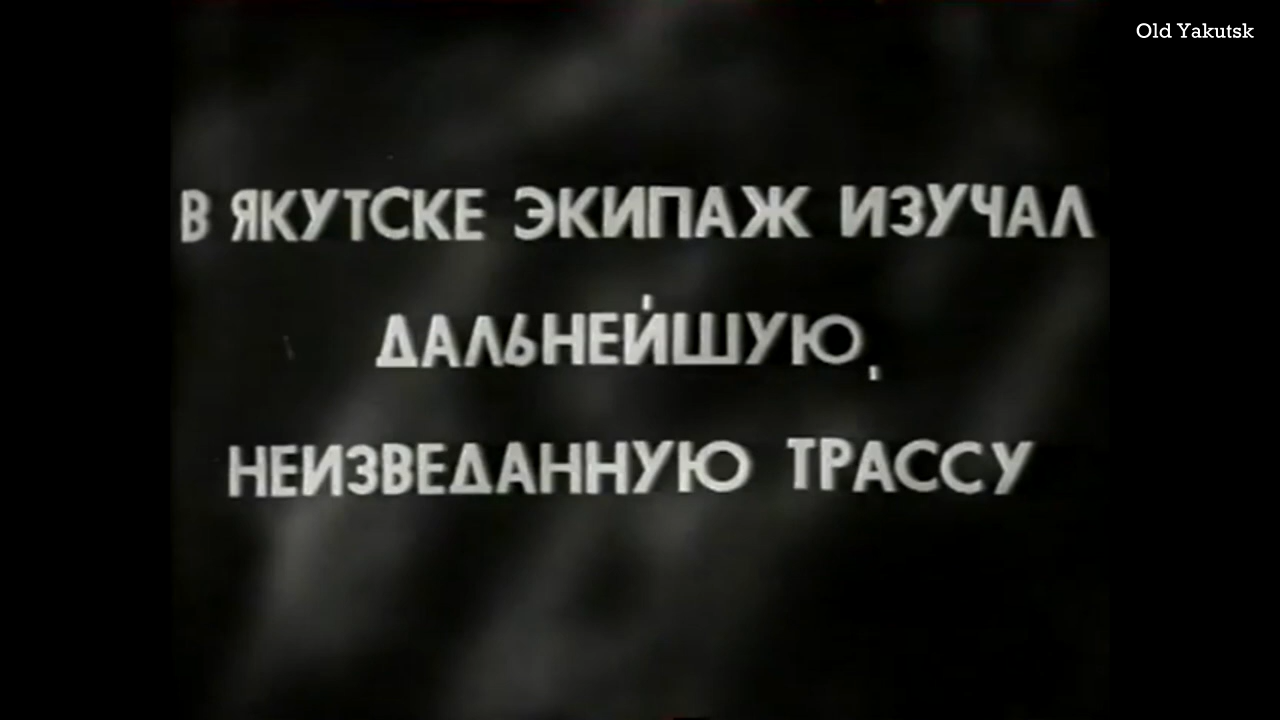 Old Yakutsk
В ЯКУТСКЕ ЭКИПАЖ ИЗУЧАЛ
ДАЛЬНЕЙШУЮ,
НЕИЗВЕДАННУЮ ТРАССУ